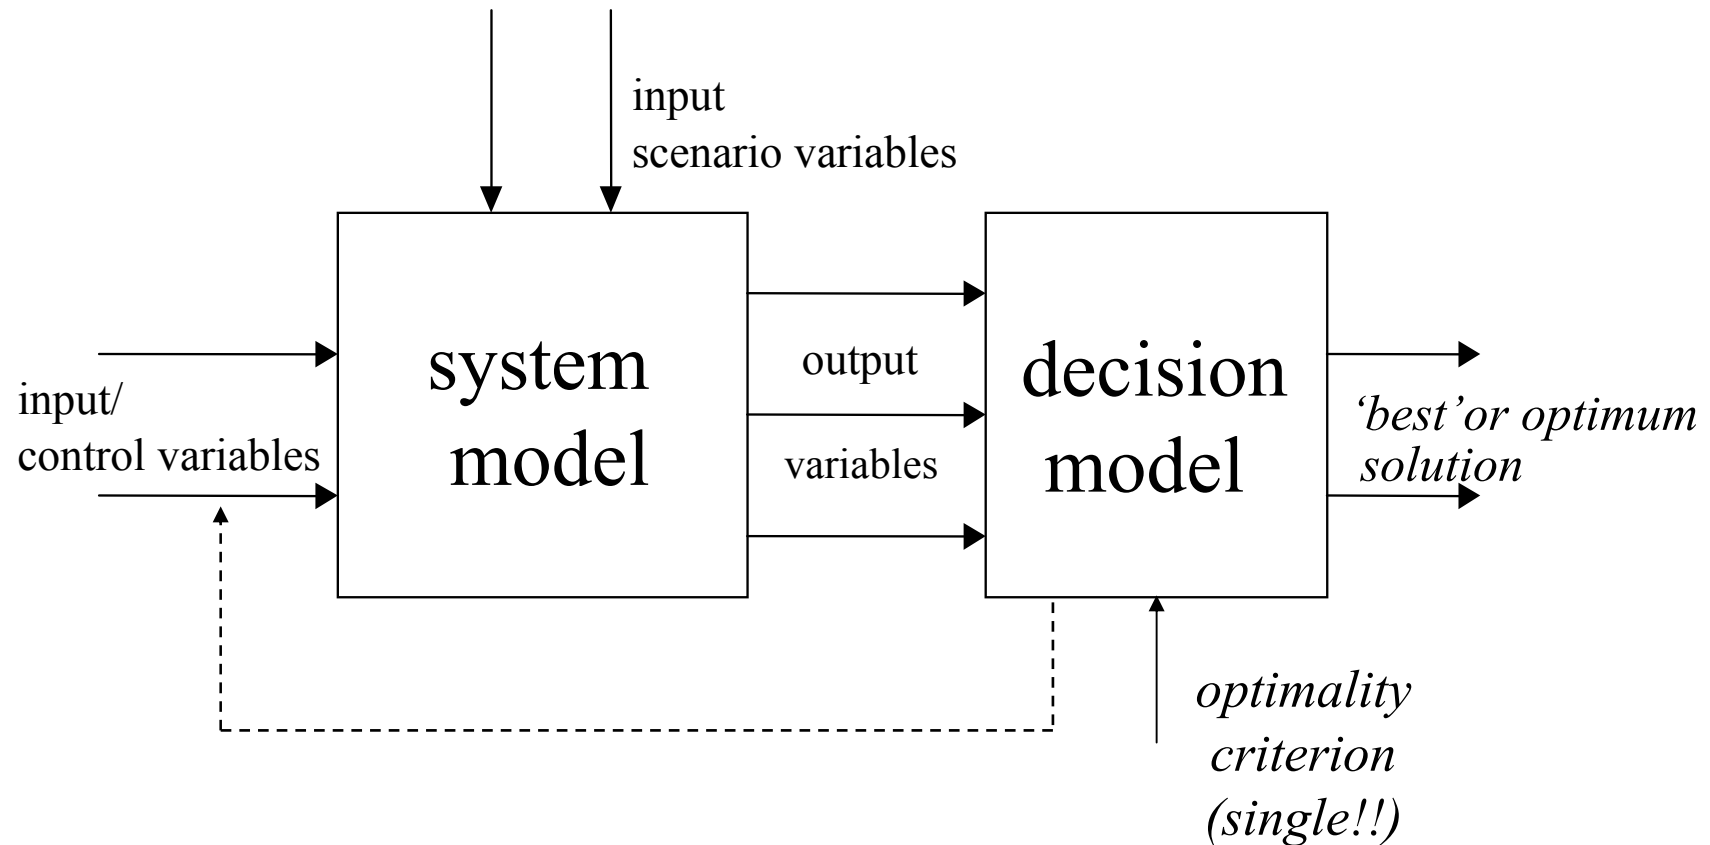 input
scenario variables
input/
control variables
system
model
output
variables
decision
model
‘best’ or optimum
solution
optimality
criterion
(single!!)